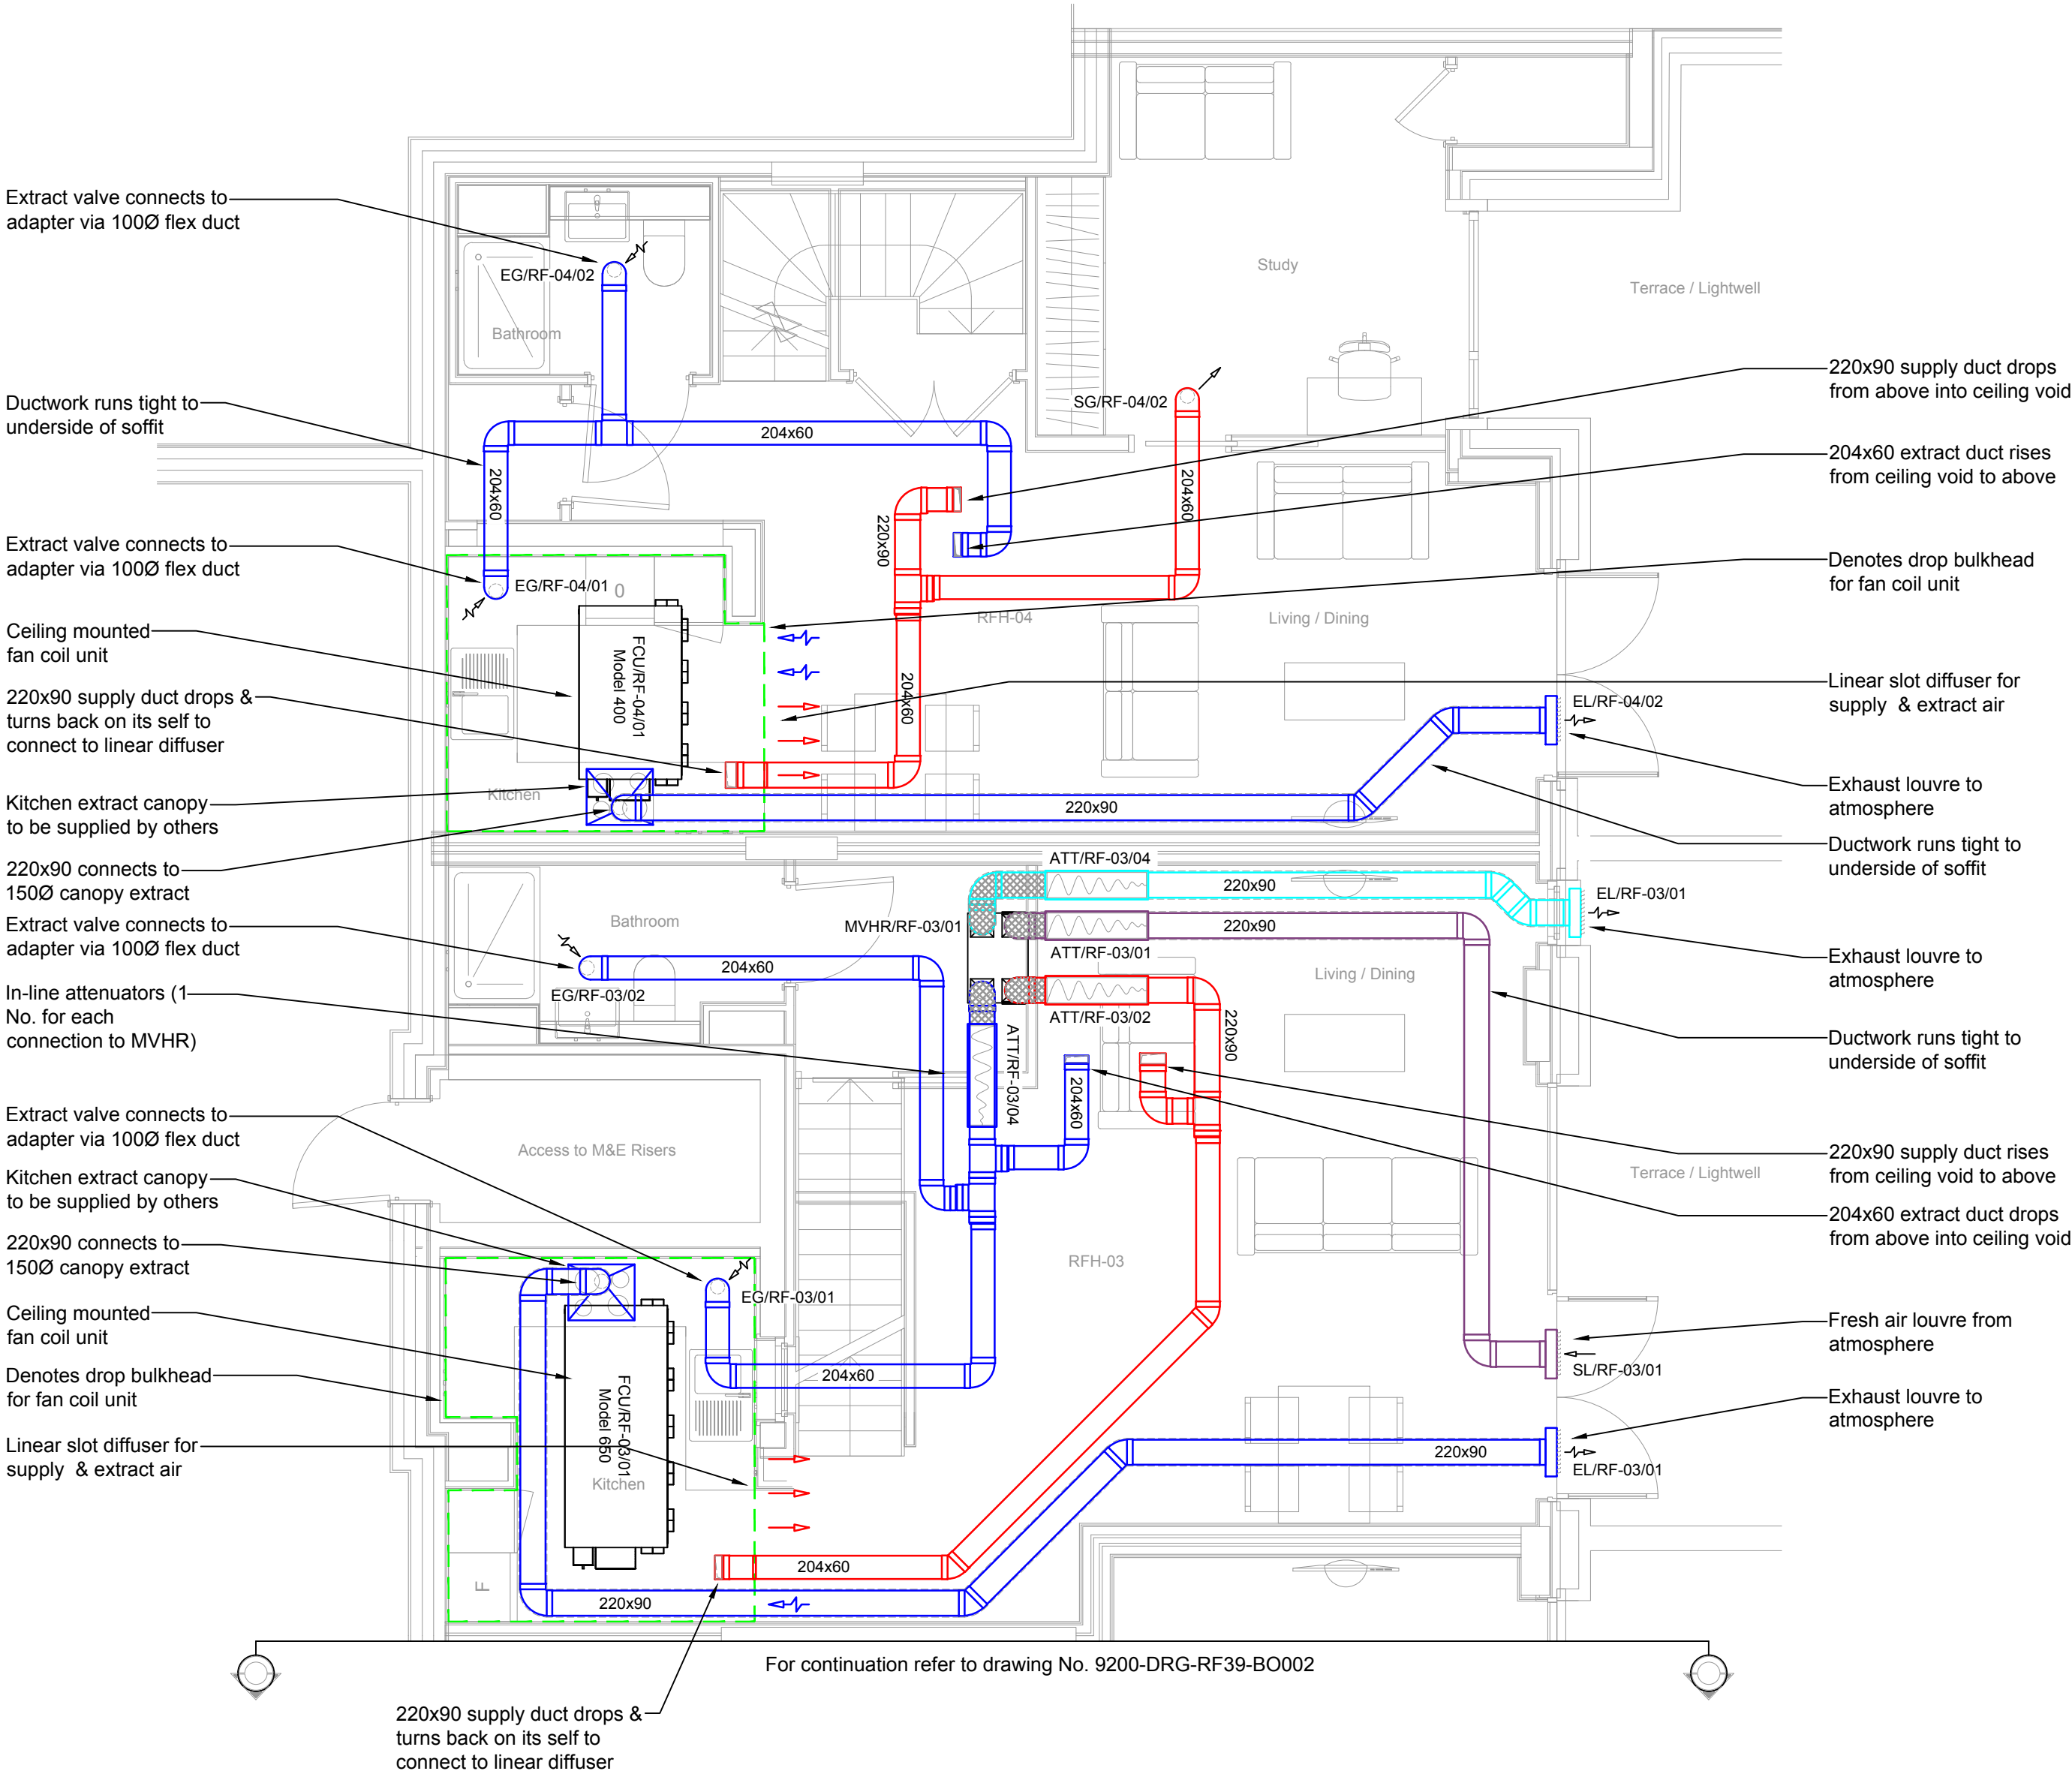 Extract valve connects to
adapter via 100Ø flex duct
Ductwork runs tight to
underside of soffit
Extract valve connects to
adapter via 100Ø flex duct
Ceiling mounted
fan coil unit
220x90 supply duct drops &
turns back on its self to
connect to linear diffuser
Kitchen extract canopy
to be supplied by others
220x90 connects to
150Ø canopy extract
Extract valve connects to
adapter via 100Ø flex duct
In-line attenuators (1
No. for each
connection to MVHR)
Extract valve connects to
adapter via 100Ø flex duct
Kitchen extract canopy
to be supplied by others
220x90 connects to
150Ø canopy extract
Ceiling mounted
fan coil unit
Denotes drop bulkhead
for fan coil unit
Linear slot diffuser for
supply & extract air
EG/RF-04/02
Bathroom
204x60
204x60
EG/RF-04/01
0
FCU/RF-04/01
Model 400
Kitchen
Study
Terrace / Lightwell
SG/RF-04/02
204x60
220x90
RFH-04
Living / Dining
204x60
220x90
EL/RF-04/02
ATT/RF-03/04
220x90
EL/RF-03/01
MVHR/RF-03/01
220x90
ATT/RF-03/01
Bathroom
204x60
EG/RF-03/02
Living / Dining
ATT/RF-03/02
220x90
ATT/RF-03/04
204x60
Access to M&E Risers
Terrace / Lightwell
RFH-03
EG/RF-03/01
204x60
FCU/RF-03/01
Model 650
Kitchen
SL/RF-03/01
220x90
EL/RF-03/01
204x60
F
220x90
220x90 supply duct drops
from above into ceiling void
204x60 extract duct rises
from ceiling void to above
Denotes drop bulkhead
for fan coil unit
Linear slot diffuser for
supply & extract air
Exhaust louvre to
atmosphere
Ductwork runs tight to
underside of soffit
Exhaust louvre to
atmosphere
Ductwork runs tight to
underside of soffit
220x90 supply duct rises
from ceiling void to above
204x60 extract duct drops
from above into ceiling void
Fresh air louvre from
atmosphere
Exhaust louvre to
atmosphere
For continuation refer to drawing No. 9200-DRG-RF39-BO002
220x90 supply duct drops &
turns back on its self to
connect to linear diffuser